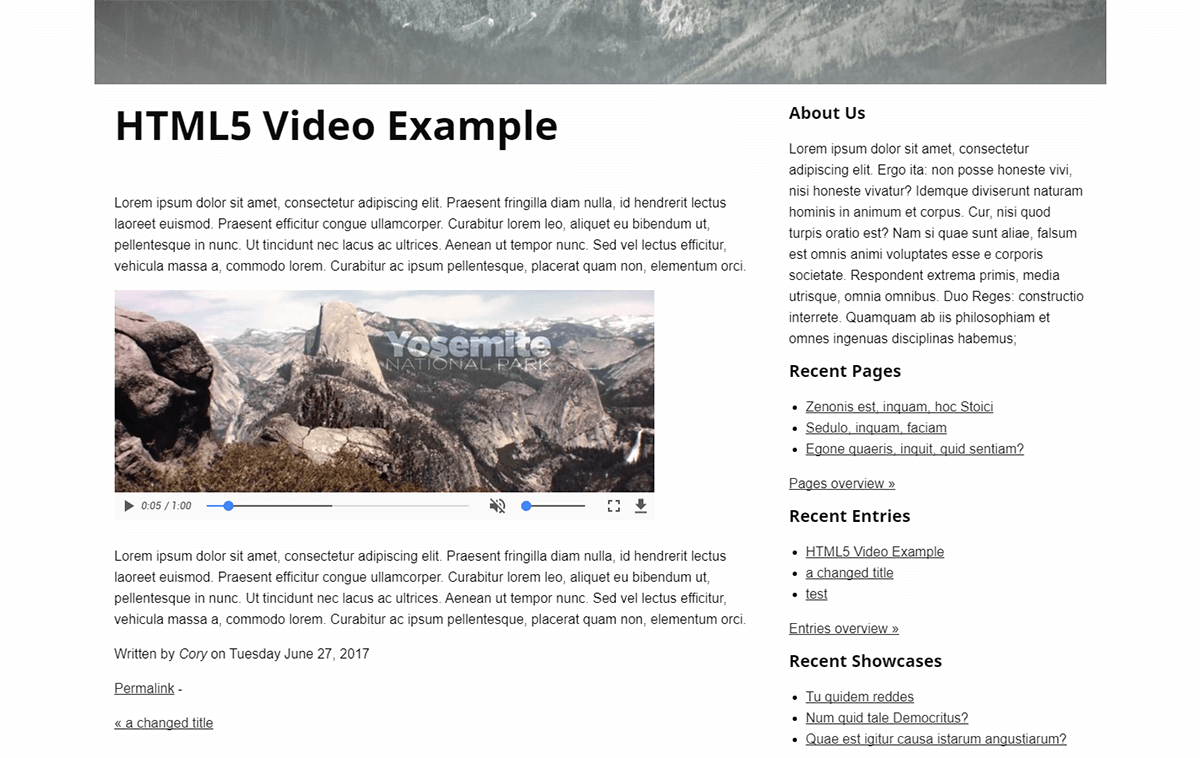 HTML5 Video Example
Lorem ipsum dolor sit amet, consectetur adipiscing elit. Praesent fringilla diam nulla, id hendrerit lectus
laoreet euismod. Praesent efficitur congue ullamcorper. Curabitur lorem leo, aliquet eu bibendum ut,
pellentesque in nunc. Ut tincidunt nec lacus ac ultrices. Aenean ut tempor nunc. Sed vel lectus efficitur,
vehicula massa a, commodo lorem. Curabitur ac ipsum pellentesque, placerat quam non, elementum orci.
Yosemite
NATIONAL PARK
0:05 / 1:00
Lorem ipsum dolor sit amet, consectetur adipiscing elit. Praesent fringilla diam nulla, id hendrerit lectus
laoreet euismod. Praesent efficitur congue ullamcorper. Curabitur lorem leo, aliquet eu bibendum ut,
pellentesque in nunc. Ut tincidunt nec lacus ac ultrices. Aenean ut tempor nunc. Sed vel lectus efficitur,
vehicula massa a, commodo lorem. Curabitur ac ipsum pellentesque, placerat quam non, elementum orci.
Written by Cory on Tuesday June 27, 2017
Permalink -
« a changed title
About Us
Lorem ipsum dolor sit amet, consectetur
adipiscing elit. Ergo ita: non posse honeste vivi,
nisi honeste vivatur? Idemque diviserunt naturam
hominis in animum et corpus. Cur, nisi quod
turpis oratio est? Nam si quae sunt aliae, falsum
est omnis animi voluptates esse e corporis
societate. Respondent extrema primis, media
utrisque, omnia omnibus. Duo Reges: constructio
interrete. Quamquam ab iis philosophiam et
omnes ingenuas disciplinas habemus;
Recent Pages
• Zenonis est, inquam, hoc Stoici
• Sedulo, inquam, faciam
• Egone quaeris, inquit, quid sentiam?
Pages overview »
Recent Entries
• HTML5 Video Example
• a changed title
• test
Entries overview »
Recent Showcases
• Tu quidem reddes
• Num quid tale Democritus?
• Quae est igitur causa istarum angustiarum?